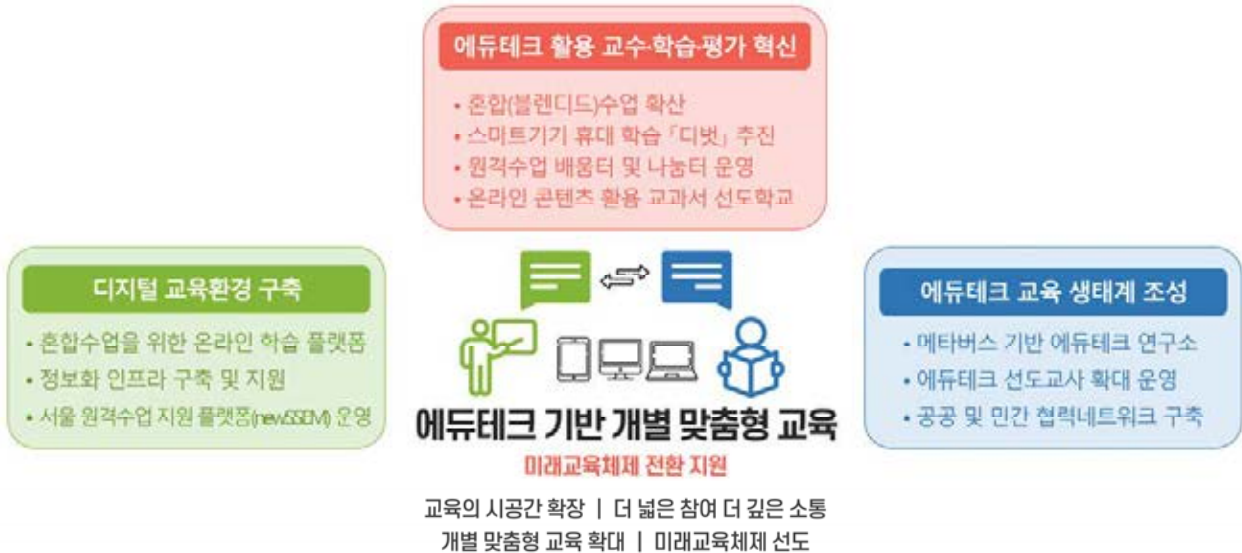 에듀테크 활용 교수·학습·평가 혁신
• 혼합(블렌디드)수업 확산
• 스마트기기 휴대 학습 「디벗」 추진
• 원격수업 배움터 및 나눔터 운영
• 온라인 콘텐츠 활용 교과서 선도학교
디지털 교육환경 구축
• 혼합수업을 위한 온라인 학습 플랫폼
• 정보화 인프라 구축 및 지원
• 서울 원격수업 지원 플랫폼(newSSEM) 운영
에듀테크 교육 생태계 조성
• 메타버스 기반 에듀테크 연구소
• 에듀테크 선도교사 확대 운영
• 공공 및 민간 협력네트워크 구축
에듀테크 기반 개별 맞춤형 교육
미래교육체제 전환 지원
교육의 시공간 확장 | 더 넓은 참여 더 깊은 소통
개별 맞춤형 교육 확대 | 미래교육체제 선도